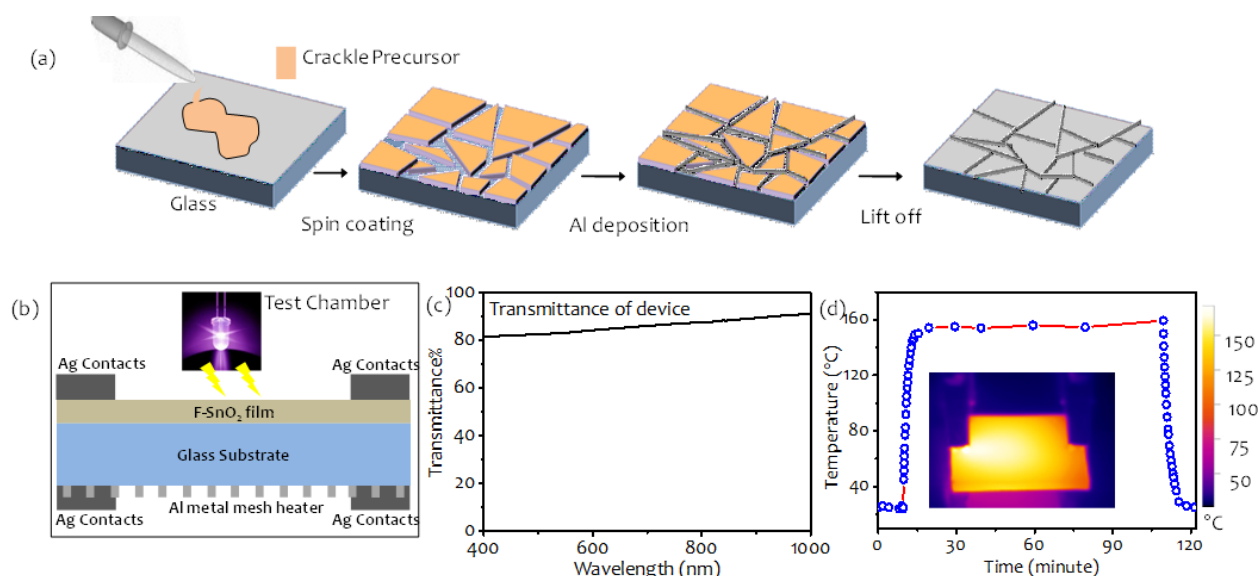 (a)
Crackle Precursor
Glass
Spin coating
Al deposition
Lift off
(b)
Test Chamber
Ag Contacts
Ag Contacts
F-SnO₂ film
Glass Substrate
Ag Contacts
Al metal mesh heater
Ag Contacts
(c)
Transmittance of device
Transmittance%
100
80
60
40
20
0
400
600
800
1000
Wavelength (nm)
(d)
Temperature (°C)
160
120
80
40
0
30
60
90
120
Time (minute)
150
125
100
75
50
°C